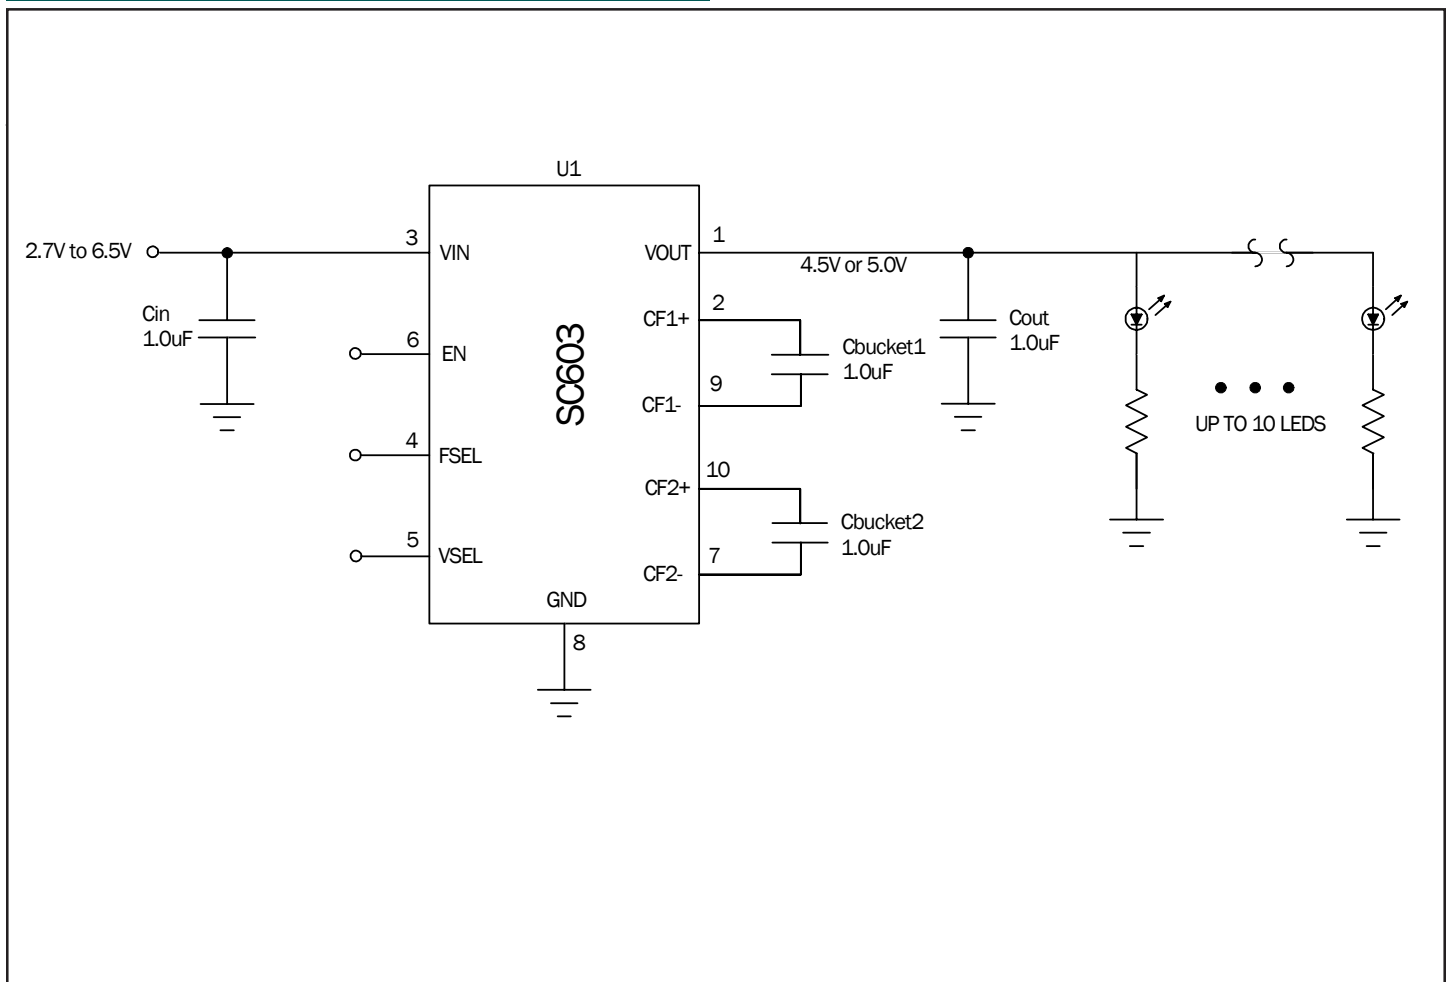 U1
2.7V to 6.5V
3
VIN
VOUT
1
4.5V or 5.0V
Cin
1.0uF
6
EN
SC603
CF1+
2
Cbucket1
1.0uF
Cout
1.0uF
CF1-
9
4
FSEL
UP TO 10 LEDS
CF2+
10
Cbucket2
1.0uF
5
VSEL
CF2-
7
GND
8